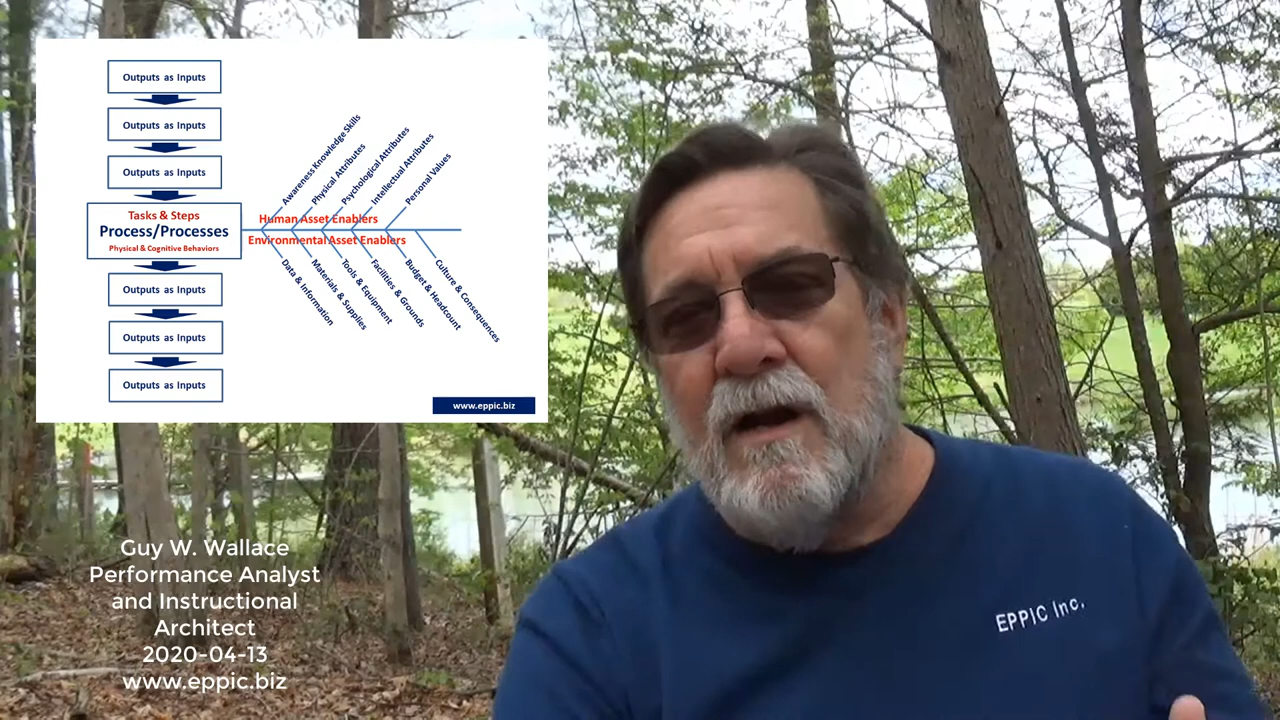 Outputs as Inputs
Outputs as Inputs
Outputs as Inputs
Tasks & Steps
Process/Processes
Physical & Cognitive Behaviors
Outputs as Inputs
Outputs as Inputs
Outputs as Inputs
Awareness Knowledge Skills
Physical Attributes
Psychological Attributes
Intellectual Attributes
Personal Values
Human Asset Enablers
Environmental Asset Enablers
Data & Information
Materials & Supplies
Tools & Equipment
Facilities & Grounds
Budget & Headcount
Culture & Consequences
www.eppic.biz
Guy W. Wallace
Performance Analyst
and Instructional
Architect
2020-04-13
www.eppic.biz
EPPIC Inc.